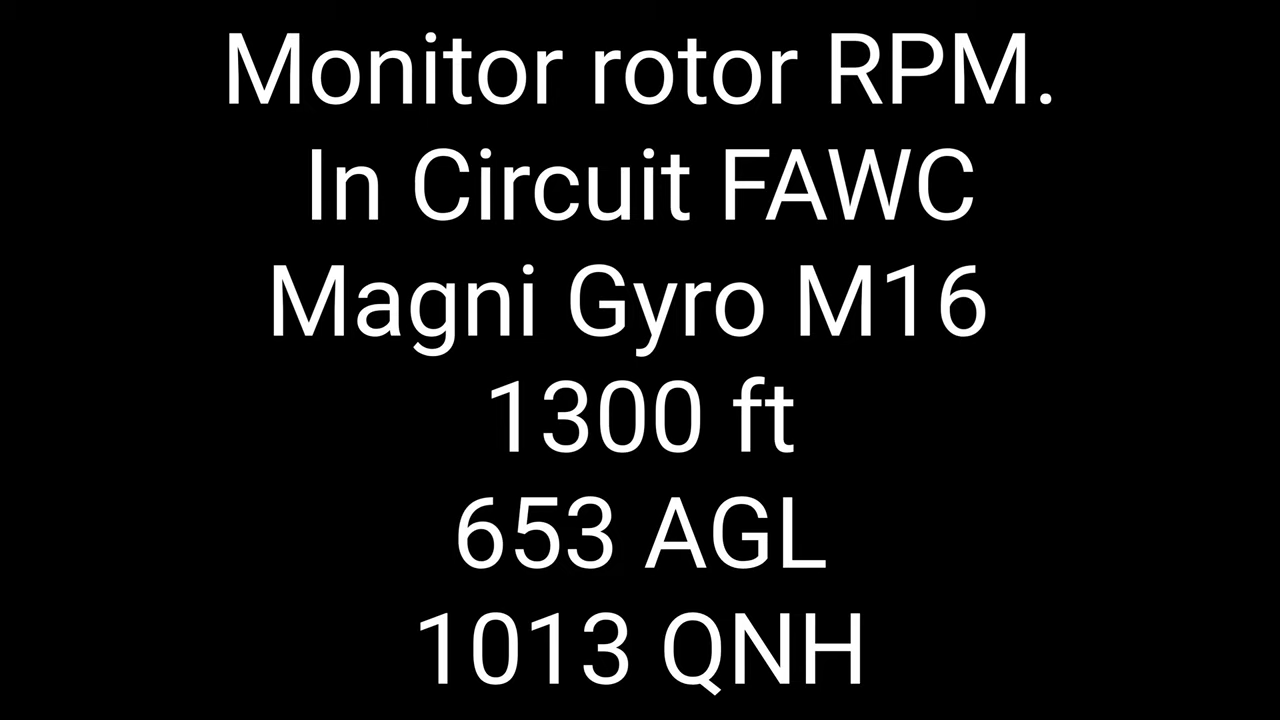 Monitor rotor RPM.
In Circuit FAWC
Magni Gyro M16
1300 ft
653 AGL
1013 QNH